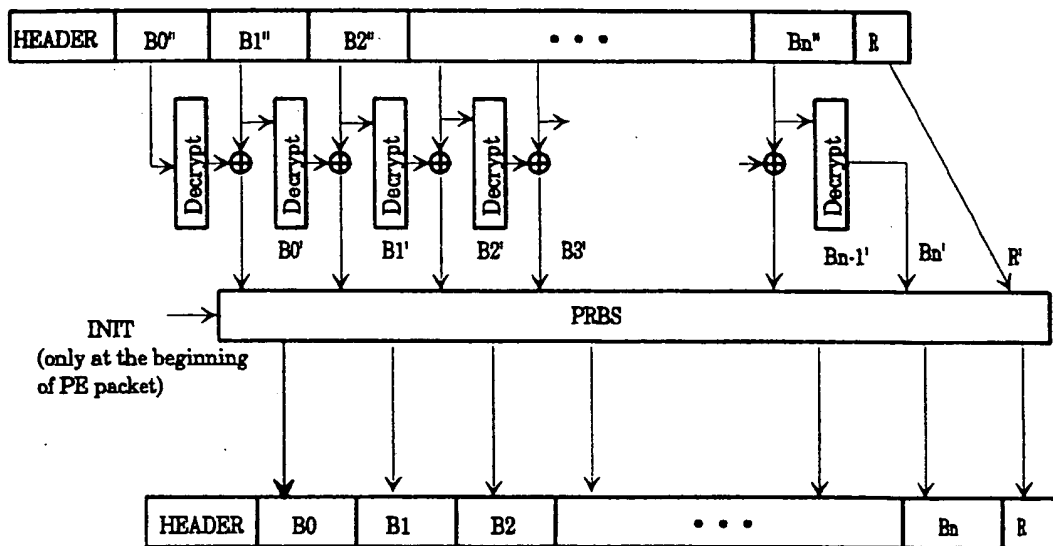 HEADER B0" B1" B2" • • • Bn" R
Decrypt Decrypt Decrypt Decrypt Decrypt
B0' B1' B2' B3' Bn-1' Bn' R'
PRBS
INIT
(only at the beginning
of PE packet)
HEADER B0 B1 B2 • • • Bn R